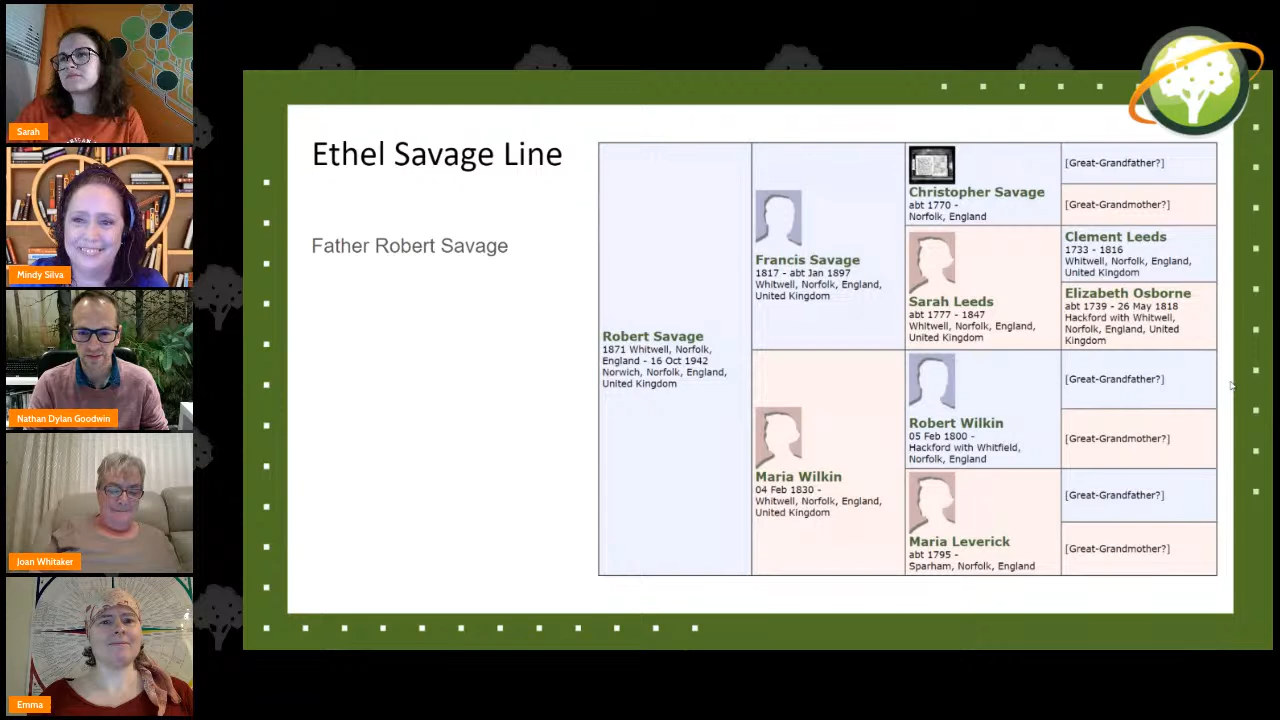 Sarah
Mindy Silva
Nathan Dylan Goodwin
Joan Whitaker
Emma
Ethel Savage Line
Father Robert Savage
Robert Savage
1871 Whitwell, Norfolk,
England - 16 Oct 1942
Norwich, Norfolk, England,
United Kingdom
Francis Savage
1817 - abt Jan 1897
Whitwell, Norfolk, England,
United Kingdom
Maria Wilkin
04 Feb 1830 -
Whitwell, Norfolk, England,
United Kingdom
Christopher Savage
abt 1770 -
Norfolk, England
Sarah Leeds
abt 1777 - 1847
Whitwell, Norfolk, England,
United Kingdom
Robert Wilkin
05 Feb 1800 -
Hackford with Whitfield,
Norfolk, England
Maria Leverick
abt 1795 -
Sparham, Norfolk, England
[Great-Grandfather?]
[Great-Grandmother?]
Clement Leeds
1733 - 1816
Whitwell, Norfolk, England,
United Kingdom
Elizabeth Osborne
abt 1739 - 26 May 1818
Hackford with Whitwell,
Norfolk, England, United
Kingdom
[Great-Grandfather?]
[Great-Grandmother?]
[Great-Grandfather?]
[Great-Grandmother?]